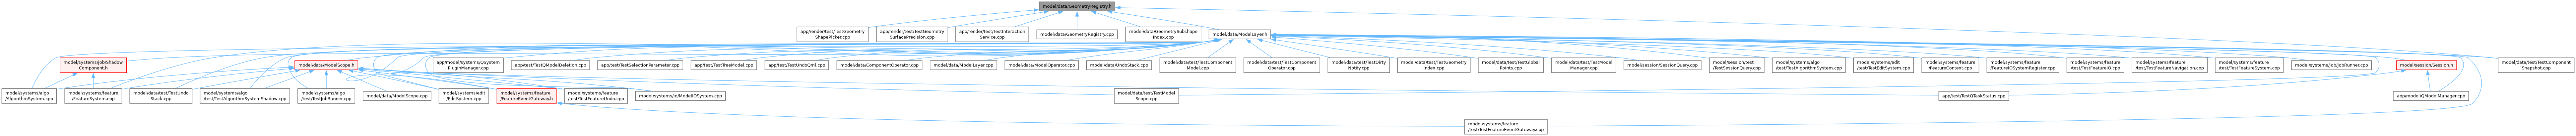 model/data/GeometryRegistry.h
app/render/test/TestGeometry
ShapePicker.cpp
app/render/test/TestGeometry
SurfacePrecision.cpp
app/render/test/TestInteraction
Service.cpp
model/data/GeometryRegistry.cpp
model/data/GeometrySubshape
Index.cpp
model/data/ModelLayer.h
model/systems/job/Shadow
Component.h
model/data/ModelScope.h
app/model/systems/QSystem
PluginManager.cpp
app/test/TestQModelDeletion.cpp
app/test/TestSelectionParameter.cpp
app/test/TestTreeModel.cpp
app/test/TestUndoQml.cpp
model/data/ComponentOperator.cpp
model/data/ModelLayer.cpp
model/data/ModelOperator.cpp
model/data/UndoStack.cpp
model/data/test/TestComponent
Model.cpp
model/data/test/TestComponent
Operator.cpp
model/data/test/TestDirty
Notify.cpp
model/data/test/TestGeometry
Index.cpp
model/data/test/TestGlobal
Points.cpp
model/data/test/TestModel
Manager.cpp
model/session/SessionQuery.cpp
model/session/test
/TestSessionQuery.cpp
model/systems/algo
/test/TestAlgorithmSystem.cpp
model/systems/edit
/test/TestEditSystem.cpp
model/systems/feature
/FeatureContext.cpp
model/systems/feature
/FeatureIOSystemRegister.cpp
model/systems/feature
/test/TestFeatureIO.cpp
model/systems/feature
/test/TestFeatureNavigation.cpp
model/systems/feature
/test/TestFeatureSystem.cpp
model/systems/job/JobRunner.cpp
model/session/Session.h
model/data/test/TestComponent
Snapshot.cpp
model/systems/algo
/AlgorithmSystem.cpp
model/systems/feature
/FeatureSystem.cpp
model/data/test/TestUndo
Stack.cpp
model/systems/algo
/test/TestAlgorithmSystemShadow.cpp
model/systems/algo
/test/TestJobRunner.cpp
model/data/ModelScope.cpp
model/systems/edit
/EditSystem.cpp
model/systems/feature
/FeatureEventGateway.h
model/systems/feature
/test/TestFeatureUndo.cpp
model/systems/io/ModelIOSystem.cpp
model/data/test/TestModel
Scope.cpp
app/test/TestQTaskStatus.cpp
app/model/QModelManager.cpp
model/systems/feature
/test/TestFeatureEventGateway.cpp